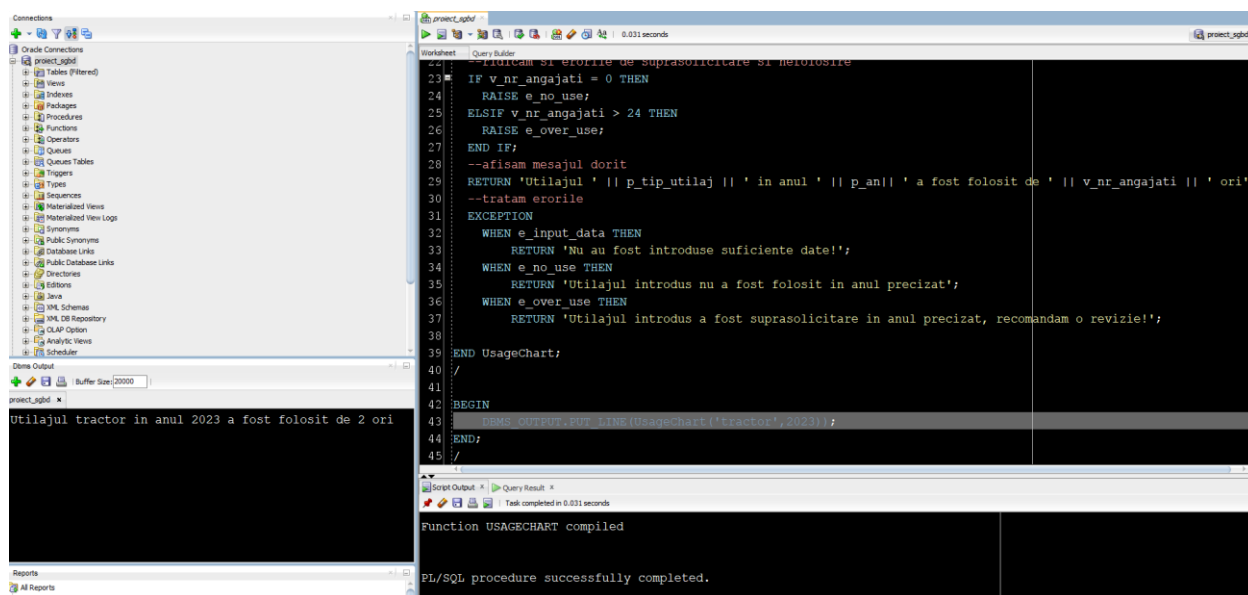 Connections
Oracle Connections
proiect_sgbd
Tables (Filtered)
Views
Indexes
Packages
Procedures
Functions
Operators
Queues
Queues Tables
Triggers
Types
Sequences
Materialized Views
Materialized View Logs
Synonyms
Public Synonyms
Database Links
Public Database Links
Directories
Editions
Java
XML Schemas
XML DB Repository
OLAP Option
Analytic Views
Scheduler
Dbms Output
Buffer Size: 20000
proiect_sgbd
Utilajul tractor in anul 2023 a fost folosit de 2 ori
Reports
All Reports
proiect_sgbd
0.031 seconds
proiect_sgbd
Worksheet Query Builder
22 --ridicam si erorile de suprasolicitare si nefolosire
23 IF v_nr_angajati = 0 THEN
24 RAISE e_no_use;
25 ELSIF v_nr_angajati > 24 THEN
26 RAISE e_over_use;
27 END IF;
28 --afisam mesajul dorit
29 RETURN 'Utilajul ' || p_tip_utilaj || ' in anul ' || p_an|| ' a fost folosit de ' || v_nr_angajati || ' ori'
30 --tratam erorile
31 EXCEPTION
32 WHEN e_input_data THEN
33 RETURN 'Nu au fost introduse suficiente date!';
34 WHEN e_no_use THEN
35 RETURN 'Utilajul introdus nu a fost folosit in anul precizat';
36 WHEN e_over_use THEN
37 RETURN 'Utilajul introdus a fost suprasolicitare in anul precizat, recomandam o revizie!';
38
39 END UsageChart;
40 /
41
42 BEGIN
43 DBMS_OUTPUT.PUT_LINE(UsageChart('tractor',2023));
44 END;
45 /
Script Output Query Result
Task completed in 0.031 seconds
Function USAGECHART compiled
PL/SQL procedure successfully completed.